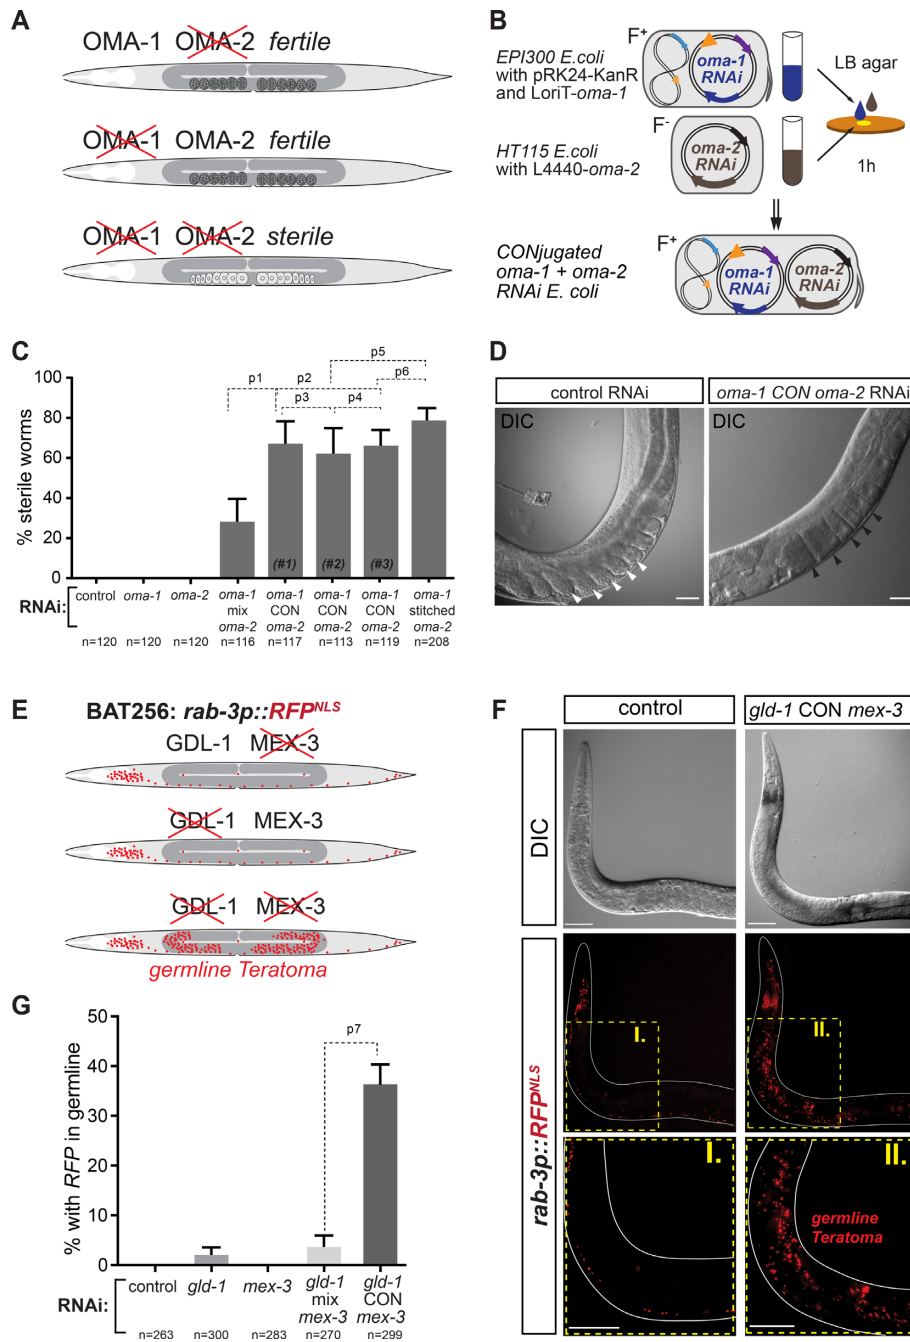 A
OMA-1 OMA-2 fertile
OMA-1 OMA-2 fertile
OMA-1 OMA-2 sterile
B
EPI300 E.coli
with pRK24-KanR
and LoriT-oma-1
F+
oma-1
RNAi
LB agar
HT115 E.coli
with L4440-oma-2
F-
oma-2
RNAi
1h
CONjugated
oma-1 + oma-2
RNAi E. coli
F+
oma-1
RNAi
oma-2
RNAi
C
% sterile worms
100
80
60
40
20
0
p5
p1
p2
p6
p3
p4
(#1)
(#2)
(#3)
RNAi:
control
oma-1
oma-2
oma-1
mix
oma-2
oma-1
CON
oma-2
oma-1
CON
oma-2
oma-1
CON
oma-2
oma-1
stitched
oma-2
n=120
n=120
n=120
n=116
n=117
n=113
n=119
n=208
D
control RNAi
oma-1 CON oma-2 RNAi
DIC
DIC
E
BAT256: rab-3p::RFPNLS
GDL-1 MEX-3
GDL-1 MEX-3
GDL-1 MEX-3
germline Teratoma
F
control
gld-1 CON mex-3
DIC
rab-3p::RFPNLS
I.
II.
I.
II.
germline
Teratoma
G
% with RFP in germline
50
40
30
20
10
0
p7
RNAi:
control
gld-1
mex-3
gld-1
mix
mex-3
gld-1
CON
mex-3
n=263
n=300
n=283
n=270
n=299